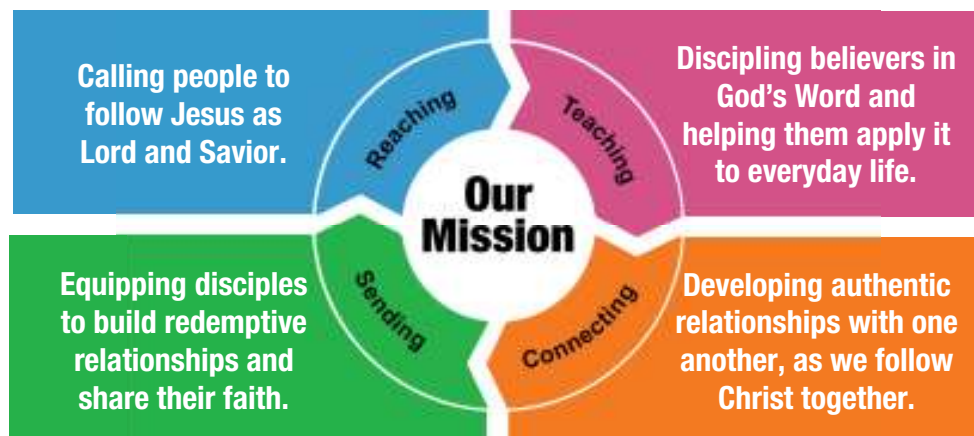 Calling people to
follow Jesus as
Lord and Savior.
Reaching
Teaching
Discipling believers in
God's Word and
helping them apply it
to everyday life.
Our
Mission
Equipping disciples
to build redemptive
relationships and
share their faith.
Sending
Connecting
Developing authentic
relationships with one
another, as we follow
Christ together.